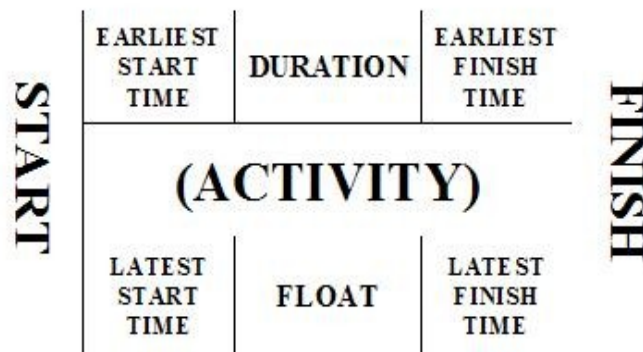 START
EARLIEST
START
TIME
DURATION
EARLIEST
FINISH
TIME
(ACTIVITY)
LATEST
START
TIME
FLOAT
LATEST
FINISH
TIME
FINISH